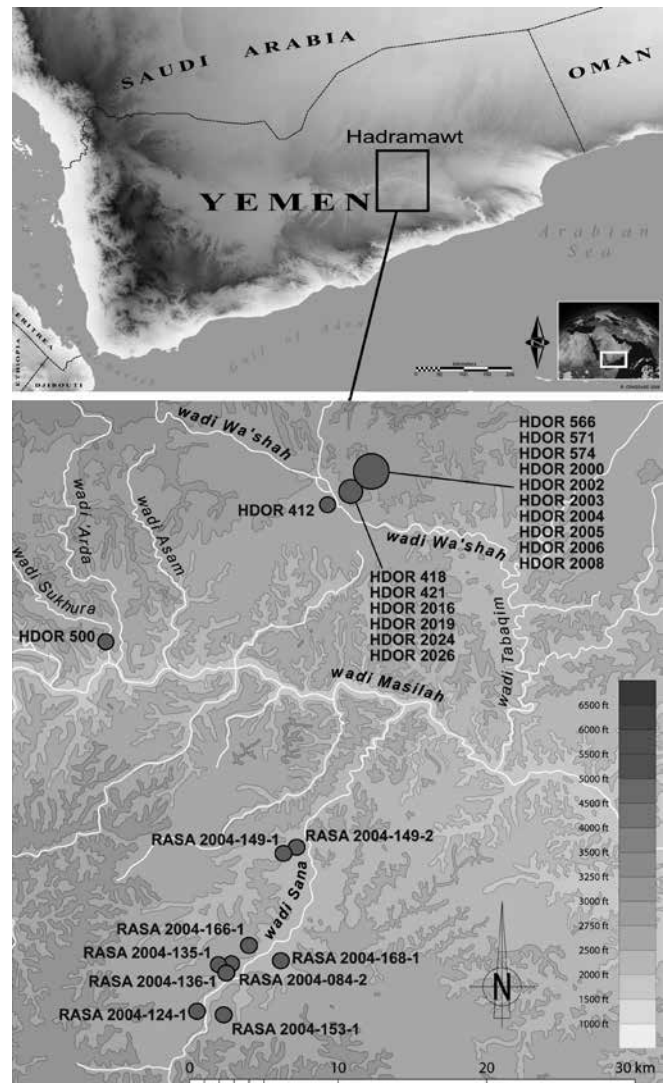 SAUDI ARABIA
OMAN
Hadramawt
YEMEN
Arabian
Sea
Gulf of Aden
ERITREA
ETHIOPIA
DJIBOUTI
wadi Wa'shah
HDOR 566
HDOR 571
HDOR 574
HDOR 2000
HDOR 2002
HDOR 2003
HDOR 2004
HDOR 2005
HDOR 2006
HDOR 2008
HDOR 412
wadi 'Arda
wadi Asam
wadi Wa'shah
wadi Sukhura
HDOR 418
HDOR 421
HDOR 2016
HDOR 2019
HDOR 2024
HDOR 2026
HDOR 500
wadi Tabaqim
wadi Masilah
6500 ft
6000 ft
5500 ft
5000 ft
4500 ft
4000 ft
3500 ft
3250 ft
3000 ft
2750 ft
2500 ft
2000 ft
1500 ft
1000 ft
RASA 2004-149-1
RASA 2004-149-2
wadi Sana
RASA 2004-166-1
RASA 2004-135-1
RASA 2004-168-1
RASA 2004-136-1
RASA 2004-084-2
RASA 2004-124-1
RASA 2004-153-1
N
0 10 20 30 km